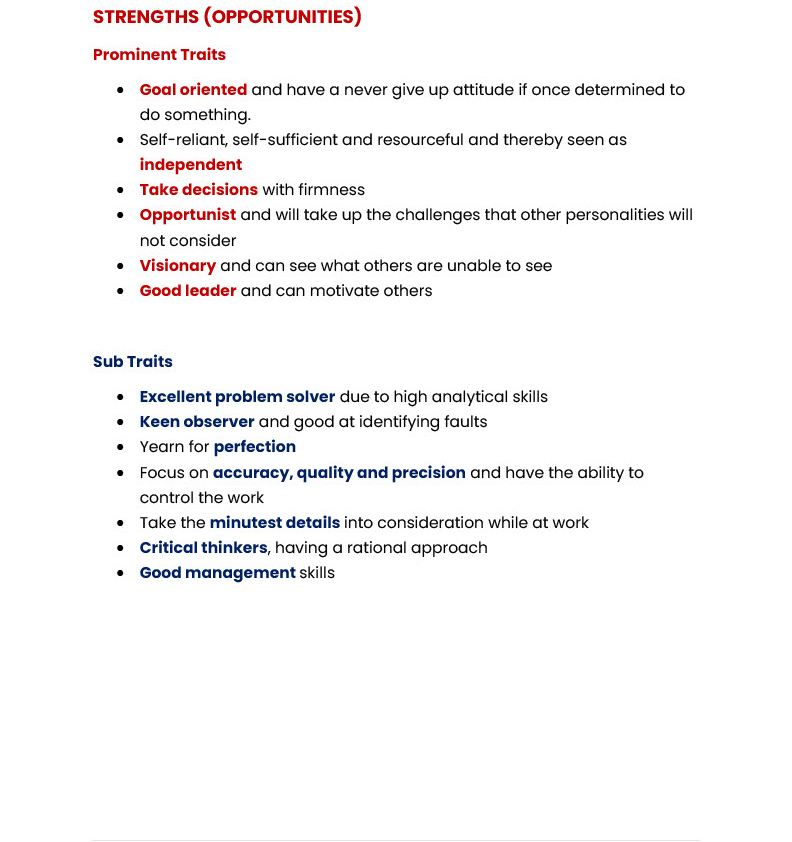 STRENGTHS (OPPORTUNITIES)
Prominent Traits
• Goal oriented and have a never give up attitude if once determined to
do something.
• Self-reliant, self-sufficient and resourceful and thereby seen as
independent
• Take decisions with firmness
• Opportunist and will take up the challenges that other personalities will
not consider
• Visionary and can see what others are unable to see
• Good leader and can motivate others
Sub Traits
• Excellent problem solver due to high analytical skills
• Keen observer and good at identifying faults
• Yearn for perfection
• Focus on accuracy, quality and precision and have the ability to
control the work
• Take the minutest details into consideration while at work
• Critical thinkers, having a rational approach
• Good management skills